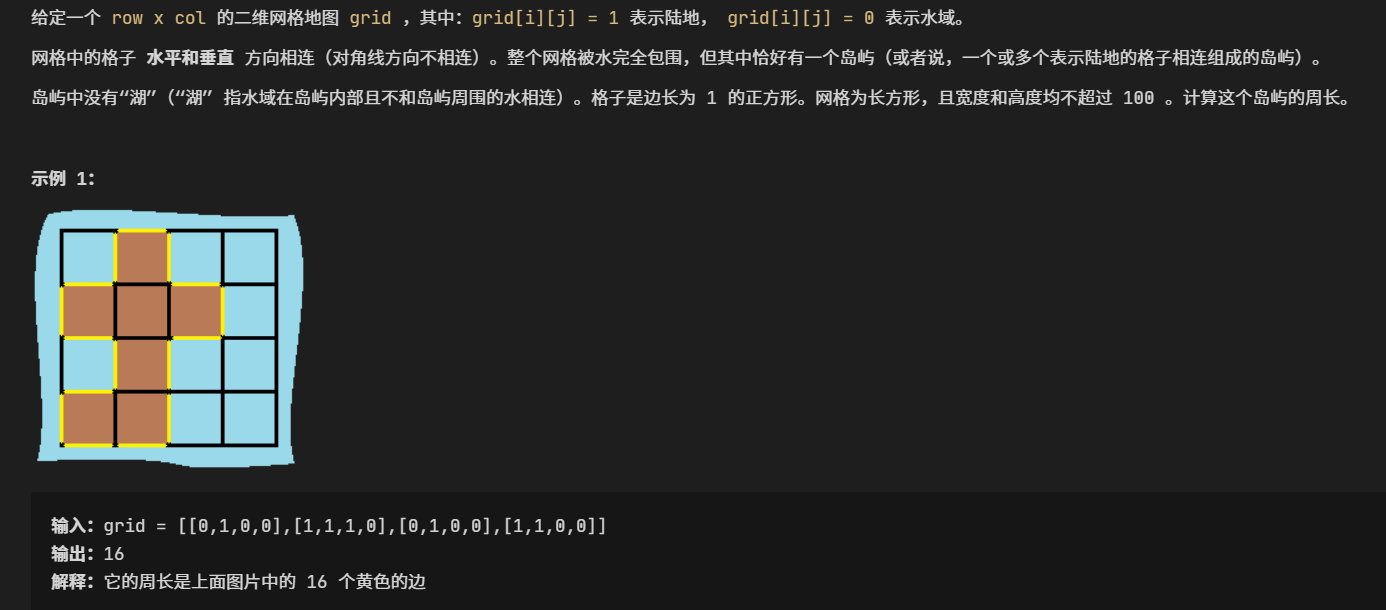 给定一个 row x col 的二维网格地图 grid ，其中：grid[i][j] = 1 表示陆地， grid[i][j] = 0 表示水域。
网格中的格子 水平和垂直 方向相连（对角线方向不相连）。整个网格被水完全包围，但其中恰好有一个岛屿（或者说，一个或多个表示陆地的格子相连组成的岛屿）。
岛屿中没有“湖”（“湖” 指水域在岛屿内部且不和岛屿周围的水相连）。格子是边长为 1 的正方形。网格为长方形，且宽度和高度均不超过 100 。计算这个岛屿的周长。
示例 1：
输入：grid = [[0,1,0,0],[1,1,1,0],[0,1,0,0],[1,1,0,0]]
输出：16
解释：它的周长是上面图片中的 16 个黄色的边